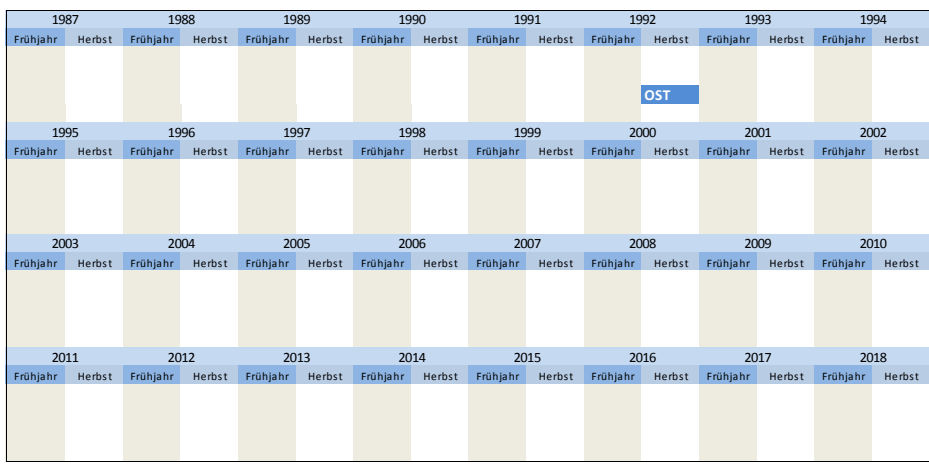 1987 1988 1989 1990 1991 1992 1993 1994
Frühjahr Herbst Frühjahr Herbst Frühjahr Herbst Frühjahr Herbst Frühjahr Herbst Frühjahr Herbst Frühjahr Herbst Frühjahr Herbst
OST
1995 1996 1997 1998 1999 2000 2001 2002
Frühjahr Herbst Frühjahr Herbst Frühjahr Herbst Frühjahr Herbst Frühjahr Herbst Frühjahr Herbst Frühjahr Herbst Frühjahr Herbst
2003 2004 2005 2006 2007 2008 2009 2010
Frühjahr Herbst Frühjahr Herbst Frühjahr Herbst Frühjahr Herbst Frühjahr Herbst Frühjahr Herbst Frühjahr Herbst Frühjahr Herbst
2011 2012 2013 2014 2015 2016 2017 2018
Frühjahr Herbst Frühjahr Herbst Frühjahr Herbst Frühjahr Herbst Frühjahr Herbst Frühjahr Herbst Frühjahr Herbst Frühjahr Herbst